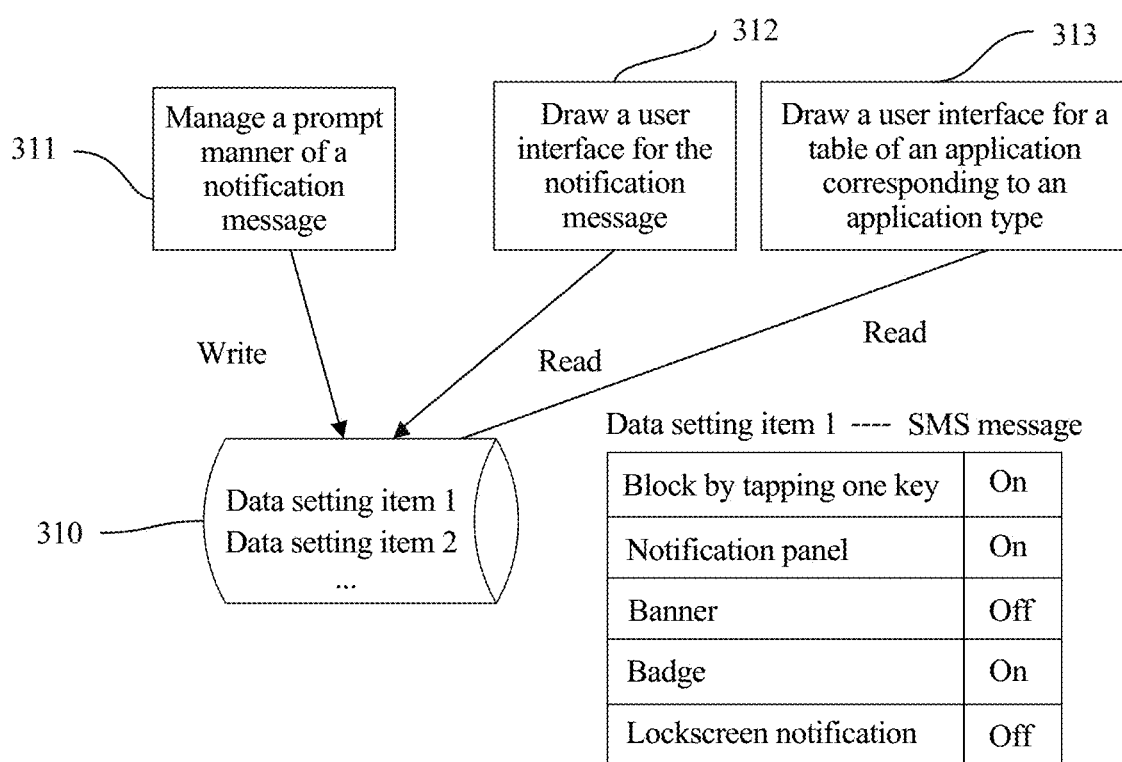 312
313
311
Manage a prompt
manner of a
notification
message
Draw a user
interface for the
notification
message
Draw a user interface for a
table of an application
corresponding to an
application type
Write
Read
Read
310
Data setting item 1
Data setting item 2
...
Data setting item 1 ---- SMS message
Block by tapping one key On
Notification panel On
Banner Off
Badge On
Lockscreen notification Off